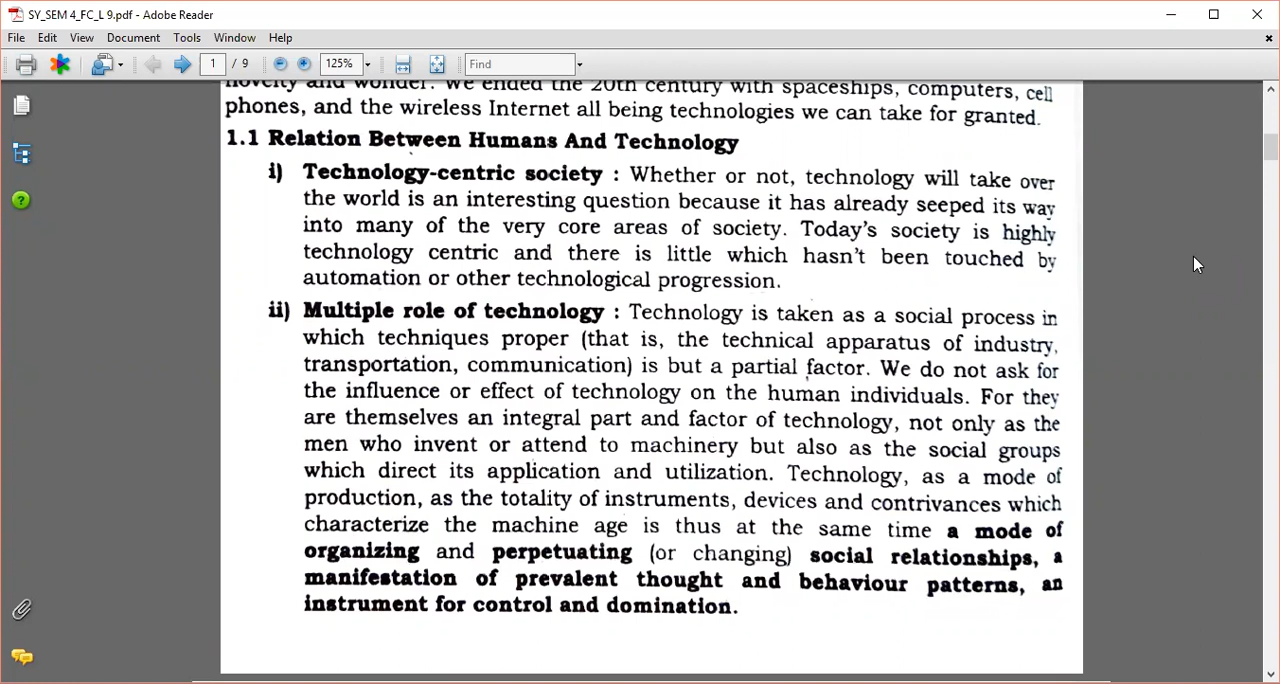 SY_SEM 4_FC_L 9.pdf - Adobe Reader
File Edit View Document Tools Window Help
1 / 9 125% Find
novelty and wonder. We ended the 20th century with spaceships, computers, cell
phones, and the wireless Internet all being technologies we can take for granted.
1.1 Relation Between Humans And Technology
i) Technology-centric society : Whether or not, technology will take over
the world is an interesting question because it has already seeped its way
into many of the very core areas of society. Today's society is highly
technology centric and there is little which hasn't been touched by
automation or other technological progression.
ii) Multiple role of technology : Technology is taken as a social process in
which techniques proper (that is, the technical apparatus of industry,
transportation, communication) is but a partial factor. We do not ask for
the influence or effect of technology on the human individuals. For they
are themselves an integral part and factor of technology, not only as the
men who invent or attend to machinery but also as the social groups
which direct its application and utilization. Technology, as a mode of
production, as the totality of instruments, devices and contrivances which
characterize the machine age is thus at the same time a mode of
organizing and perpetuating (or changing) social relationships, a
manifestation of prevalent thought and behaviour patterns, an
instrument for control and domination.